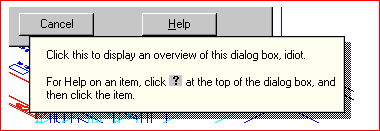 Cancel Help
Click this to display an overview of this dialog box, idiot.
For Help on an item, click ? at the top of the dialog box, and
then click the item.